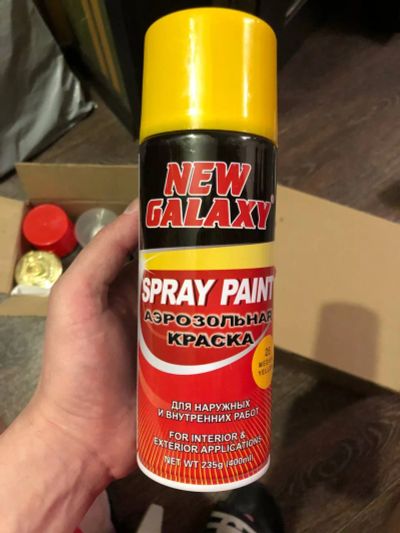 NEW
GALAXY®
SPRAY PAINT
АЭРОЗОЛЬНАЯ
КРАСКА
ДЛЯ НАРУЖНЫХ
И ВНУТРЕННИХ РАБОТ
FOR INTERIOR &
EXTERIOR APPLICATIONS
NET WT 235g (400ml)